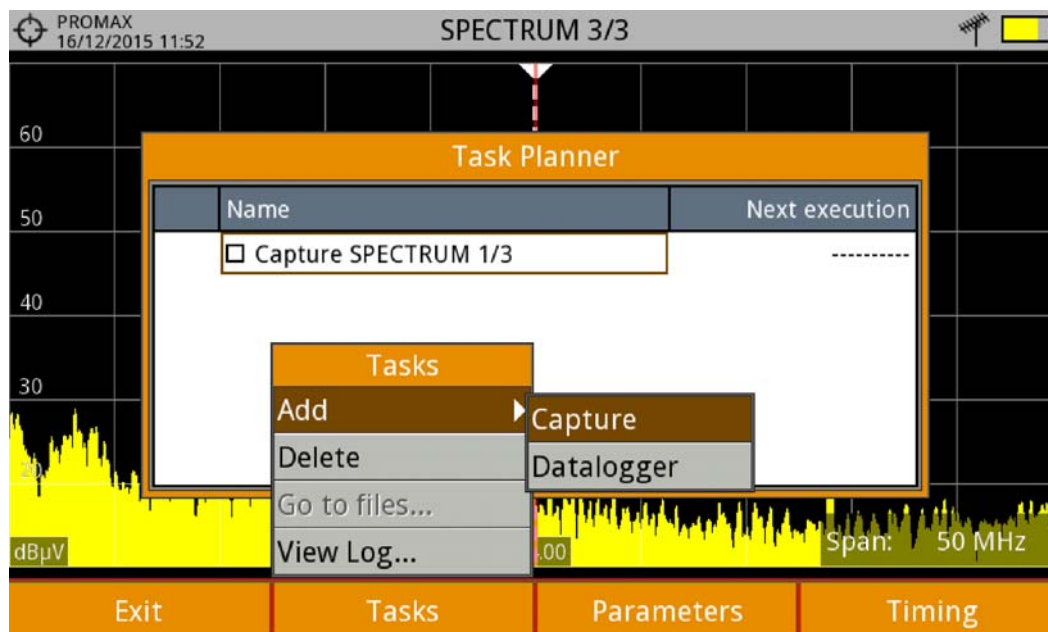 PROMAX
16/12/2015 11:52
SPECTRUM 3/3
60
Task Planner
50
Name
Next execution
Capture SPECTRUM 1/3
----------
40
Tasks
30
Add
Capture
Delete
Datalogger
20
Go to files...
dBµV
View Log...
.00
Span: 50 MHz
Exit
Tasks
Parameters
Timing